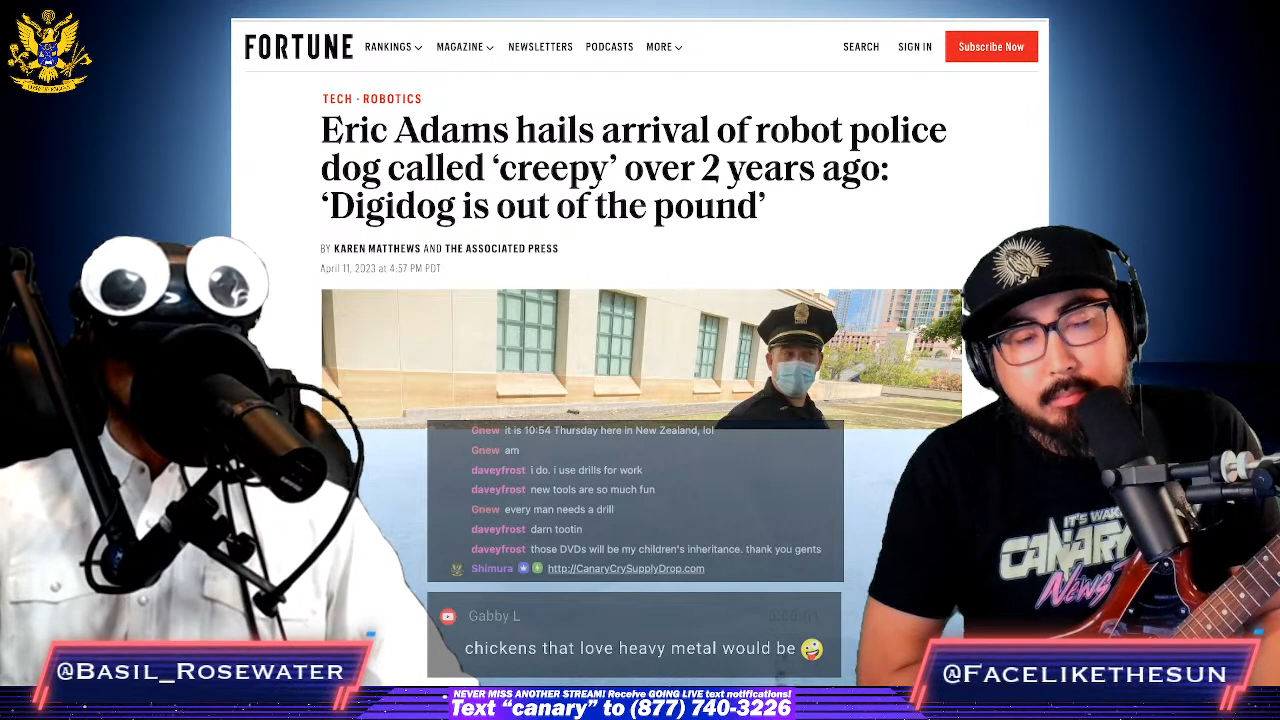 FORTUNE RANKINGS MAGAZINE NEWSLETTERS PODCASTS MORE SEARCH SIGN IN Subscribe Now
TECH · ROBOTICS
Eric Adams hails arrival of robot police
dog called ‘creepy’ over 2 years ago:
‘Digidog is out of the pound’
BY KAREN MATTHEWS AND THE ASSOCIATED PRESS
April 11, 2023 at 4:57 PM PDT
Gnew it is 10:54 Thursday here in New Zealand, lol
Gnew am
daveyfrost i do. i use drills for work
daveyfrost new tools are so much fun
Gnew every man needs a drill
daveyfrost darn tootin
daveyfrost those DVDs will be my children's inheritance. thank you gents
Shimura http://CanaryCrySupplyDrop.com
Gabby L
chickens that love heavy metal would be 🤪
IT'S WAKE
CANARY
News T
@BASIL_ROSEWATER
@FACELIKETHESUN
NEVER MISS ANOTHER STREAM! Receive GOING LIVE text notifications!
Text "canary" to (877) 740-3226